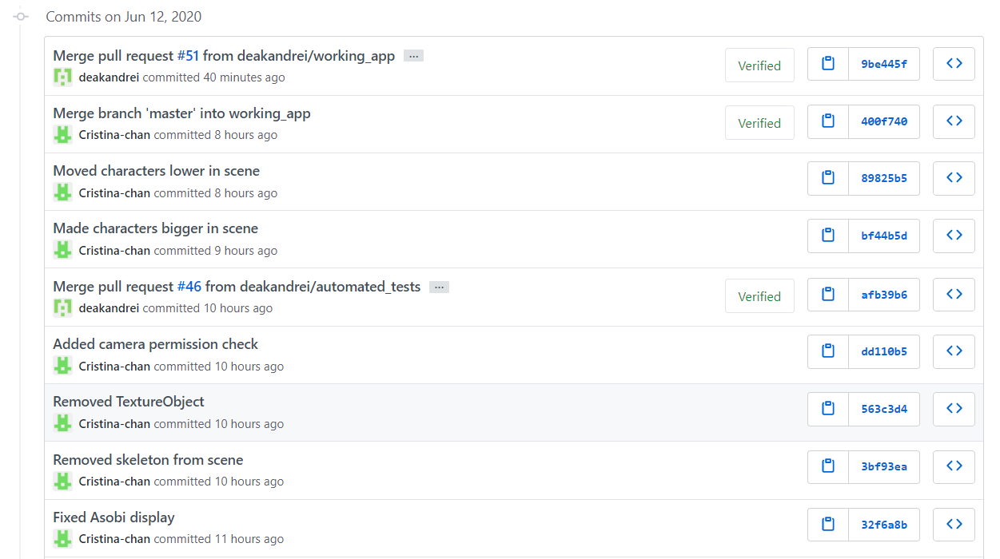 Commits on Jun 12, 2020
Merge pull request #51 from deakandrei/working_app ...
deakandrei committed 40 minutes ago
Verified
9be445f
Merge branch 'master' into working_app
Cristina-chan committed 8 hours ago
Verified
400f740
Moved characters lower in scene
Cristina-chan committed 8 hours ago
89825b5
Made characters bigger in scene
Cristina-chan committed 9 hours ago
bf44b5d
Merge pull request #46 from deakandrei/automated_tests ...
deakandrei committed 10 hours ago
Verified
afb39b6
Added camera permission check
Cristina-chan committed 10 hours ago
dd110b5
Removed TextureObject
Cristina-chan committed 10 hours ago
563c3d4
Removed skeleton from scene
Cristina-chan committed 10 hours ago
3bf93ea
Fixed Asobi display
Cristina-chan committed 11 hours ago
32f6a8b